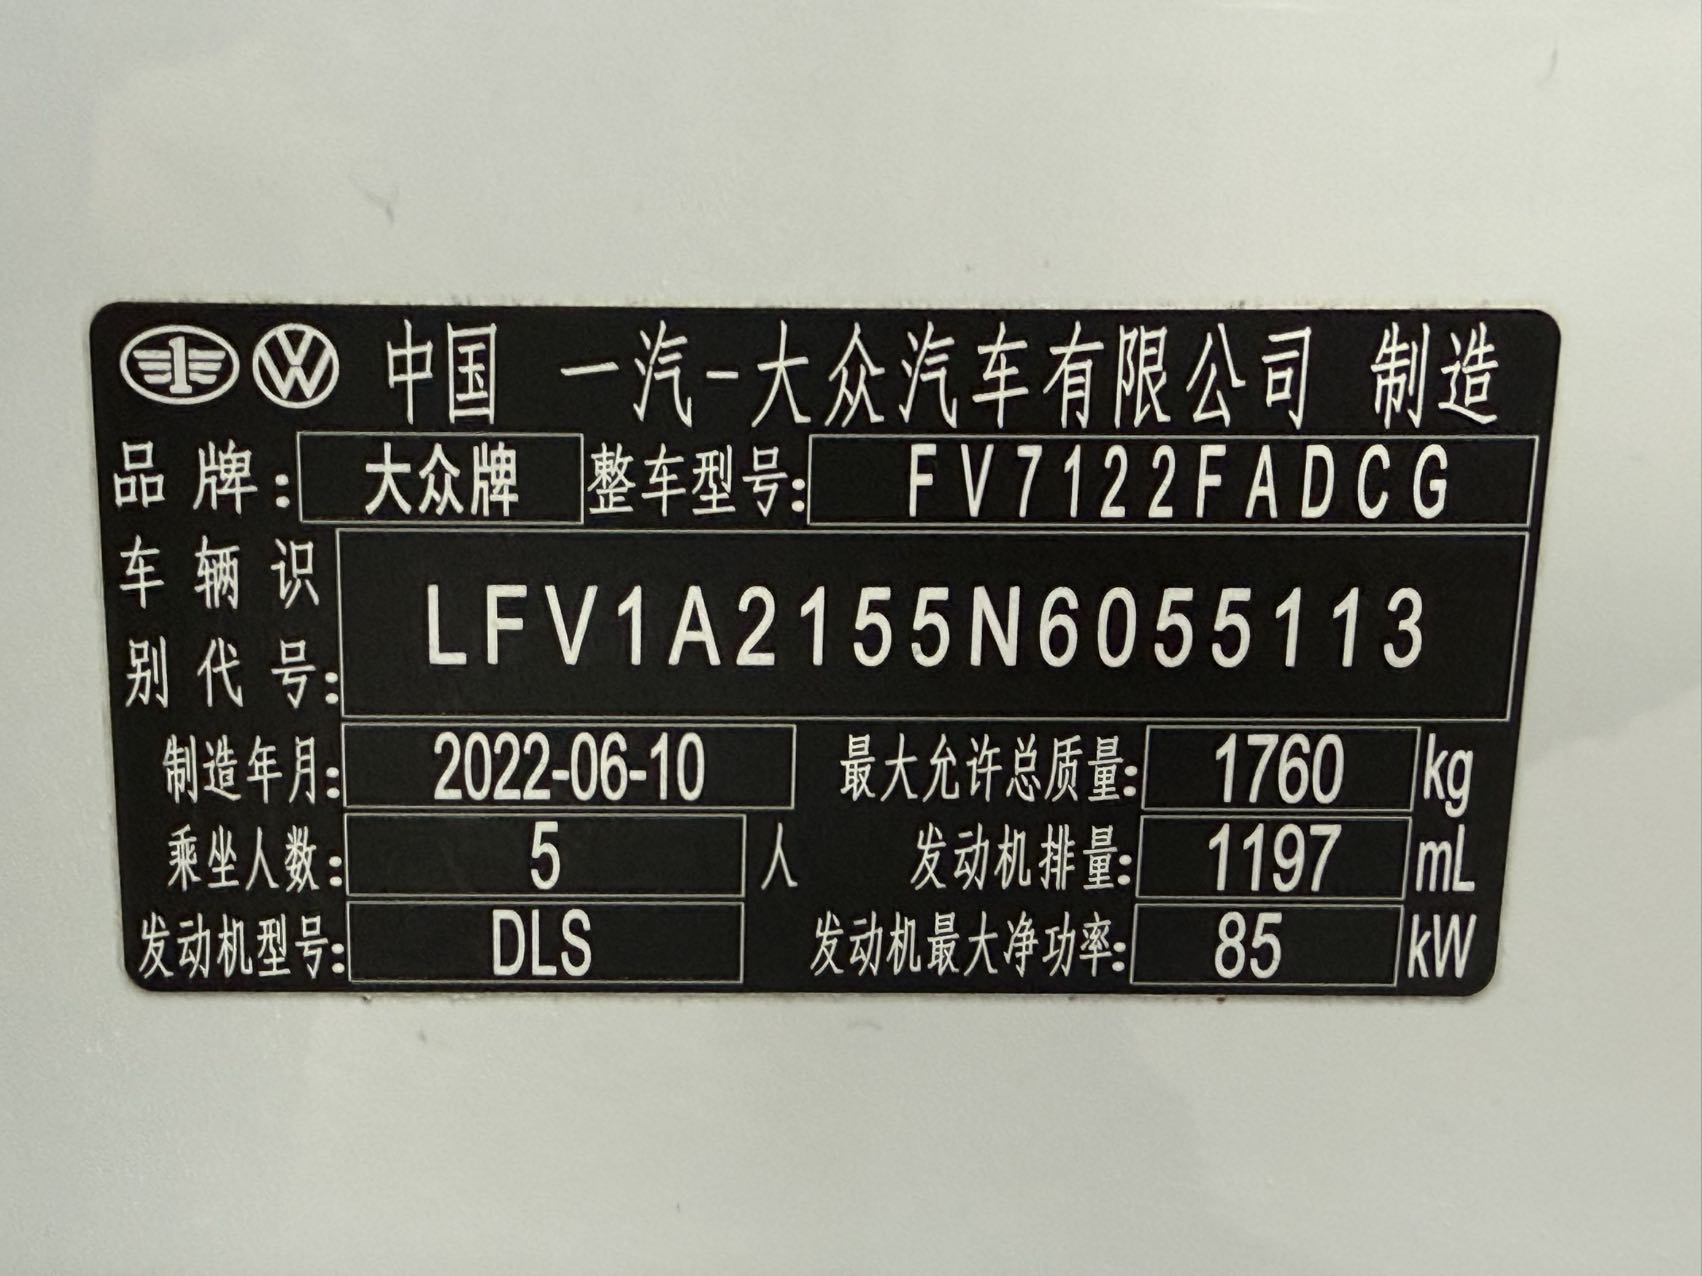 中国 一汽-大众汽车有限公司 制造
品牌: 大众牌 整车型号: FV7122FADCG
车辆识
别代号: LFV1A2155N6055113
制造年月: 2022-06-10 最大允许总质量: 1760 kg
乘坐人数: 5 人 发动机排量: 1197 mL
发动机型号: DLS 发动机最大净功率: 85 kW